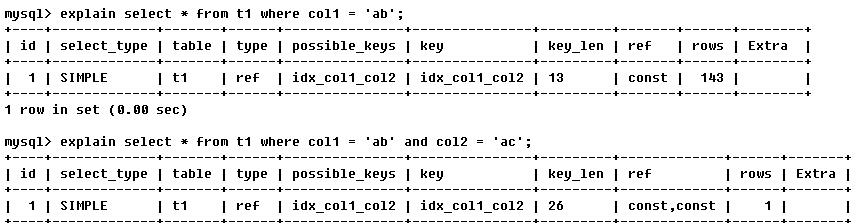 mysql> explain select * from t1 where col1 = 'ab';
+----+-------------+-------+------+---------------+---------------+---------+-------+------+-------+
| id | select_type | table | type | possible_keys | key           | key_len | ref   | rows | Extra |
+----+-------------+-------+------+---------------+---------------+---------+-------+------+-------+
|  1 | SIMPLE      | t1    | ref  | idx_col1_col2 | idx_col1_col2 | 13      | const |  143 |       |
+----+-------------+-------+------+---------------+---------------+---------+-------+------+-------+
1 row in set (0.00 sec)
mysql> explain select * from t1 where col1 = 'ab' and col2 = 'ac';
+----+-------------+-------+------+---------------+---------------+---------+-------------+------+-------+
| id | select_type | table | type | possible_keys | key           | key_len | ref         | rows | Extra |
+----+-------------+-------+------+---------------+---------------+---------+-------------+------+-------+
|  1 | SIMPLE      | t1    | ref  | idx_col1_col2 | idx_col1_col2 | 26      | const,const |    1 |       |